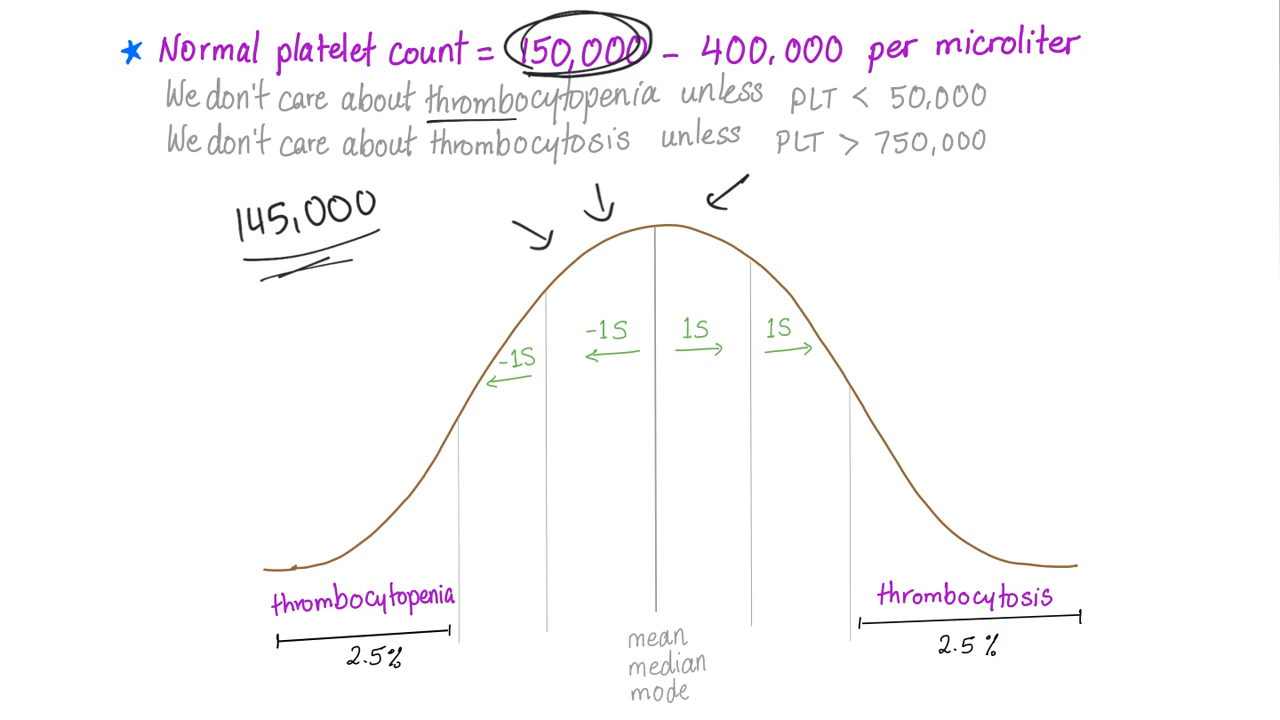 ★ Normal platelet count = 150,000 - 400,000 per microliter
We don't care about thrombocytopenia unless PLT < 50,000
We don't care about thrombocytosis unless PLT > 750,000
145,000
-1S -1S 1S 1S
thrombocytopenia
2.5%
mean
median
mode
thrombocytosis
2.5%